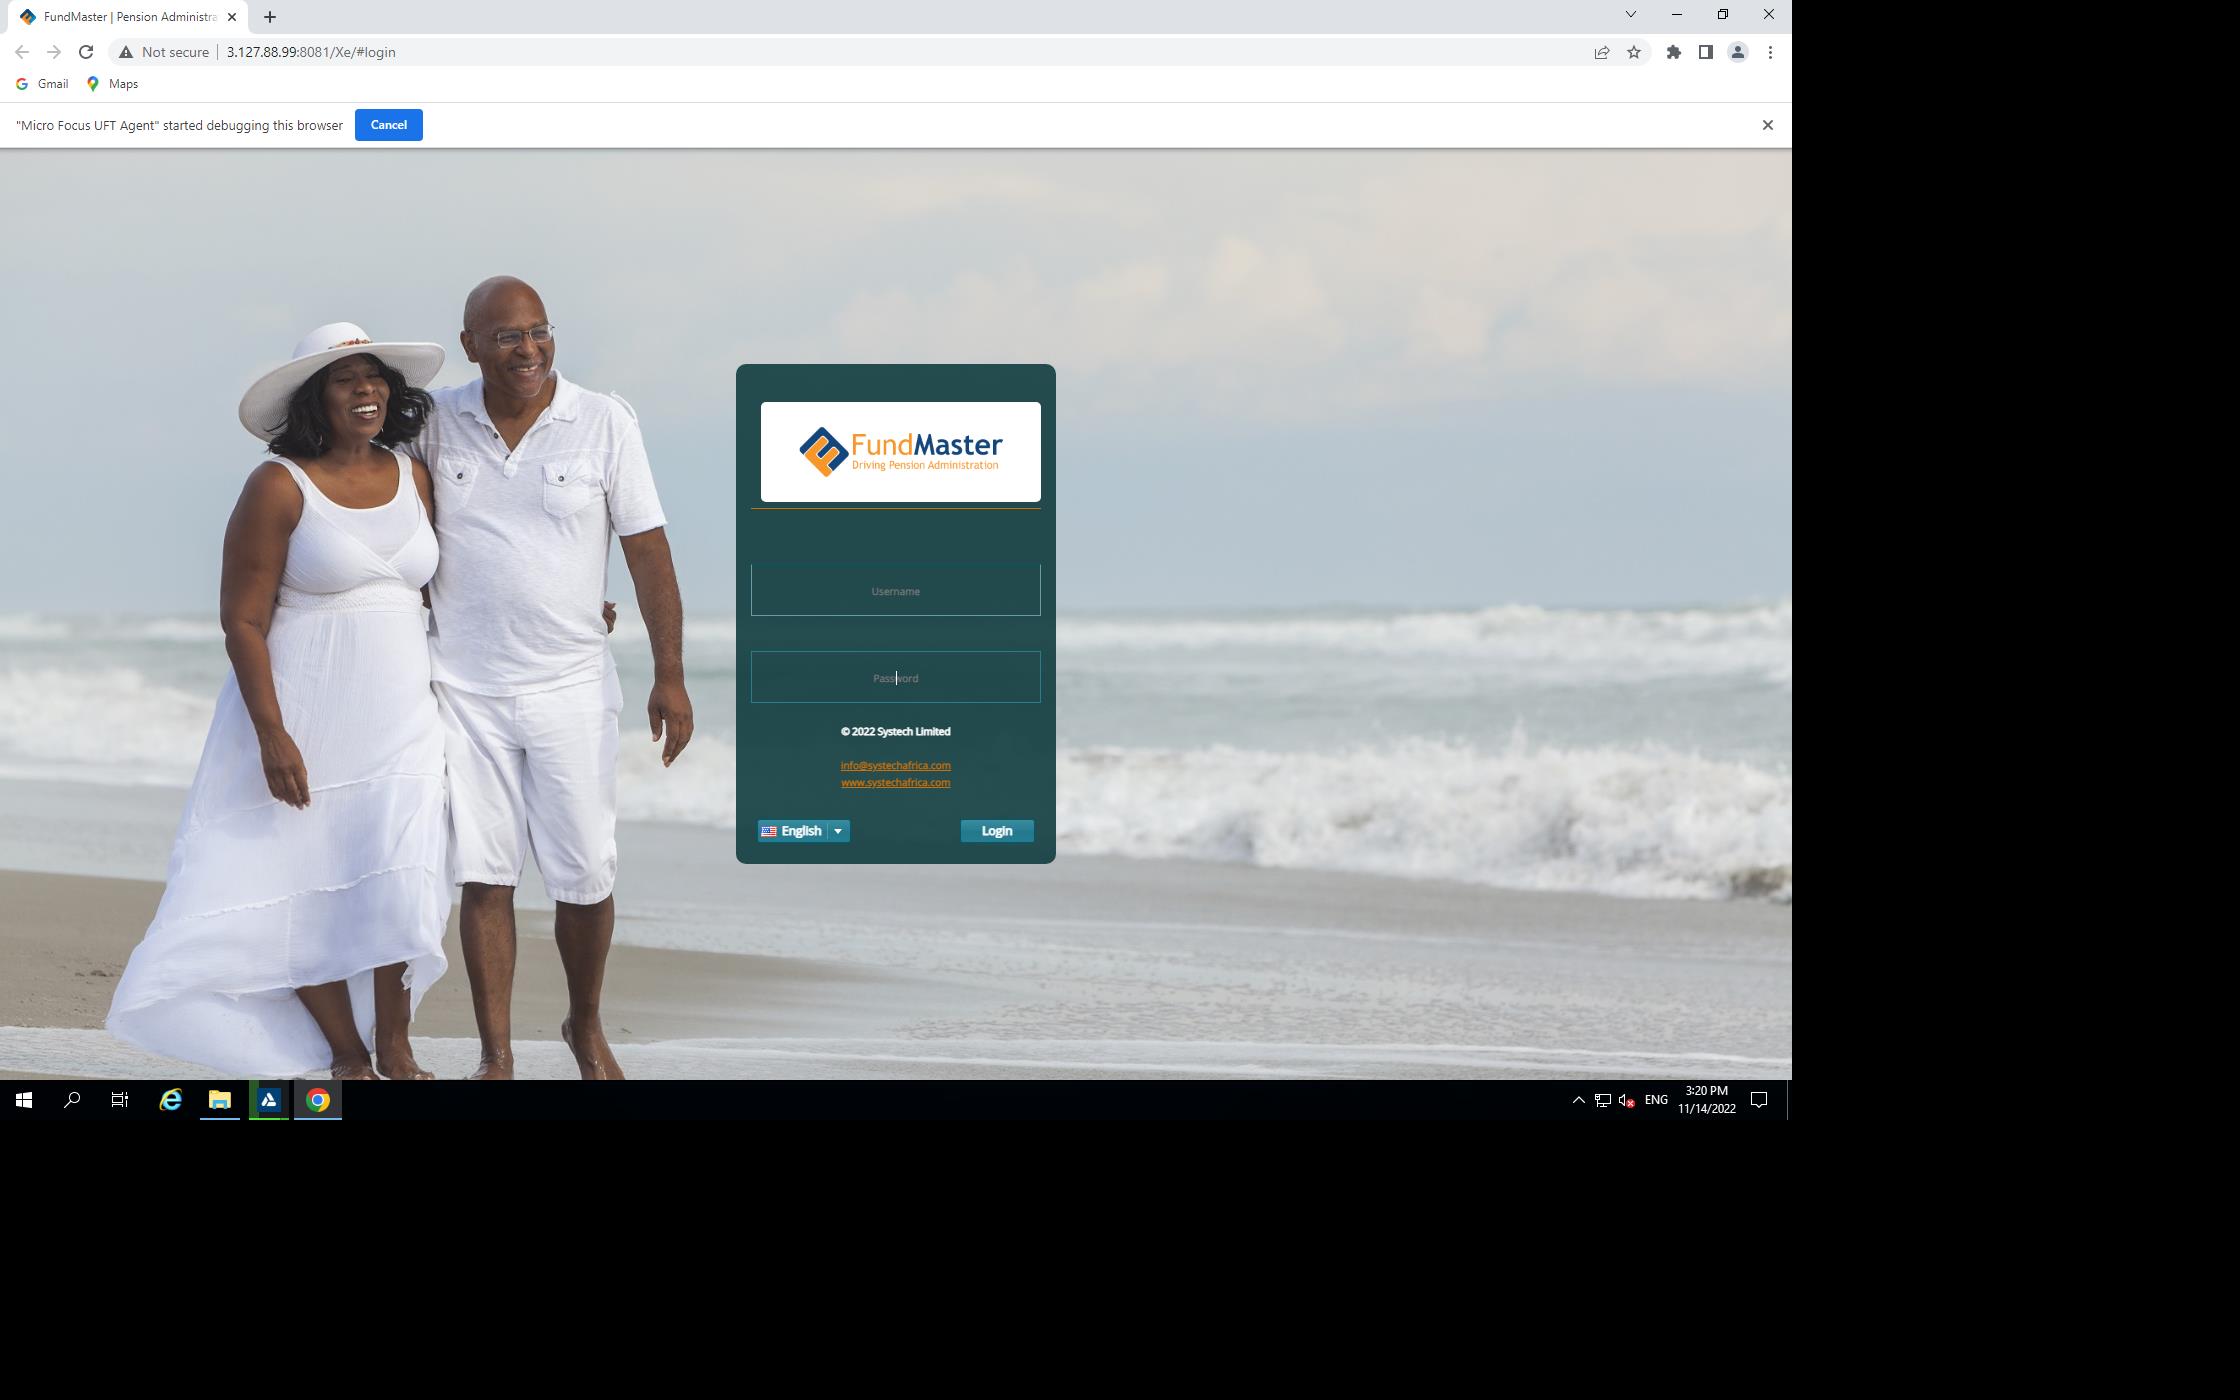 FundMaster | Pension Administra
Not secure
3.127.88.99:8081/Xe/#login
Gmail
Maps
"Micro Focus UFT Agent" started debugging this browser
Cancel
FundMaster
Driving Pension Administration
Username
Password
© 2022 Systech Limited
info@systechafrica.com
www.systechafrica.com
English
Login
ENG
3:20 PM
11/14/2022